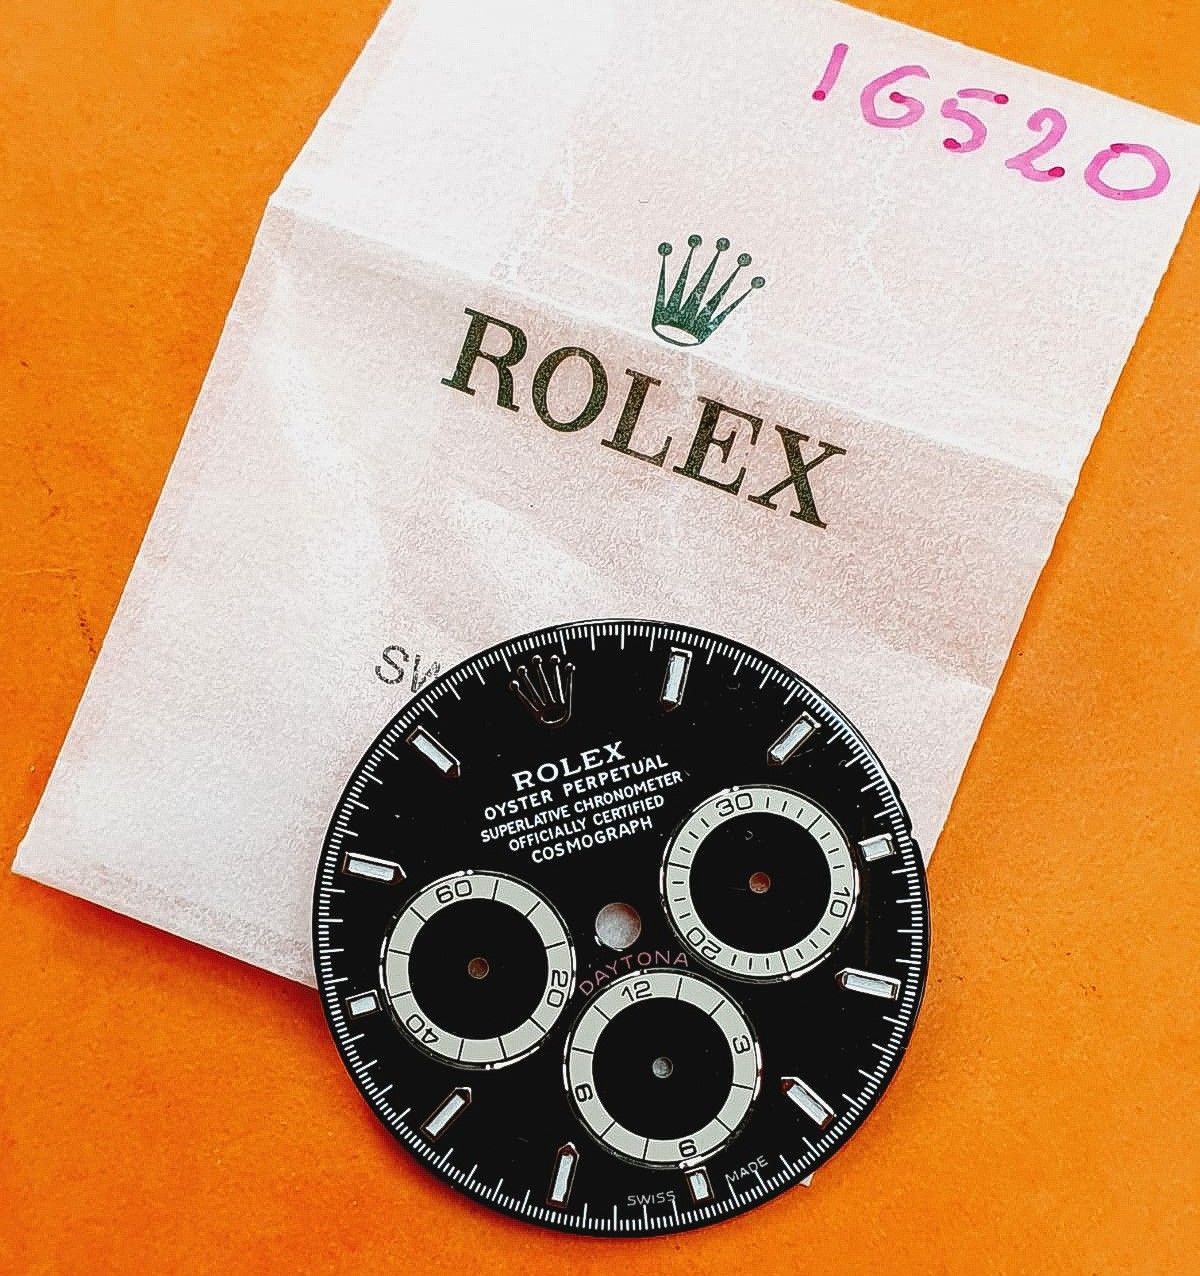 16520
ROLEX
SW
ROLEX
OYSTER PERPETUAL
SUPERLATIVE CHRONOMETER
OFFICIALLY CERTIFIED
COSMOGRAPH
30
10
20
60
20
40
DAYTONA
12
3
6
9
SWISS MADE